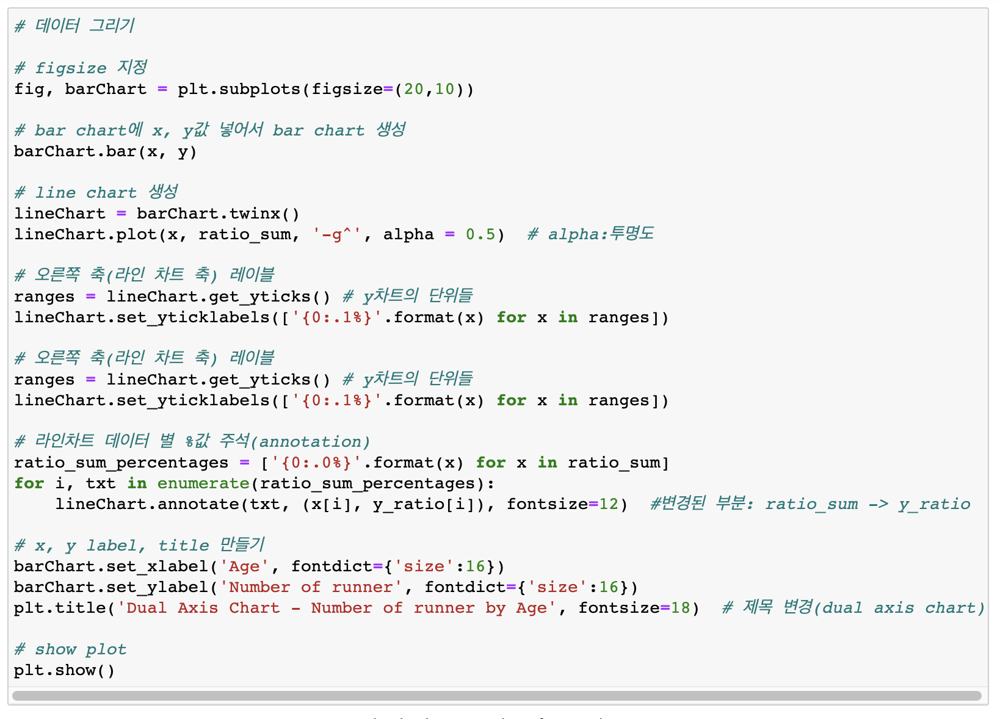 # 데이터 그리기
# figsize 지정
fig, barChart = plt.subplots(figsize=(20,10))
# bar chart에 x, y값 넣어서 bar chart 생성
barChart.bar(x, y)
# line chart 생성
lineChart = barChart.twinx()
lineChart.plot(x, ratio_sum, '-g^', alpha = 0.5)  # alpha:투명도
# 오른쪽 축(라인 차트 축) 레이블
ranges = lineChart.get_yticks() # y차트의 단위들
lineChart.set_yticklabels(['{0:.1%}'.format(x) for x in ranges])
# 오른쪽 축(라인 차트 축) 레이블
ranges = lineChart.get_yticks() # y차트의 단위들
lineChart.set_yticklabels(['{0:.1%}'.format(x) for x in ranges])
# 라인차트 데이터 별 %값 주석(annotation)
ratio_sum_percentages = ['{0:.0%}'.format(x) for x in ratio_sum]
for i, txt in enumerate(ratio_sum_percentages):
    lineChart.annotate(txt, (x[i], y_ratio[i]), fontsize=12)  #변경된 부분: ratio_sum -> y_ratio
# x, y label, title 만들기
barChart.set_xlabel('Age', fontdict={'size':16})
barChart.set_ylabel('Number of runner', fontdict={'size':16})
plt.title('Dual Axis Chart - Number of runner by Age', fontsize=18)  # 제목 변경(dual axis chart)
# show plot
plt.show()